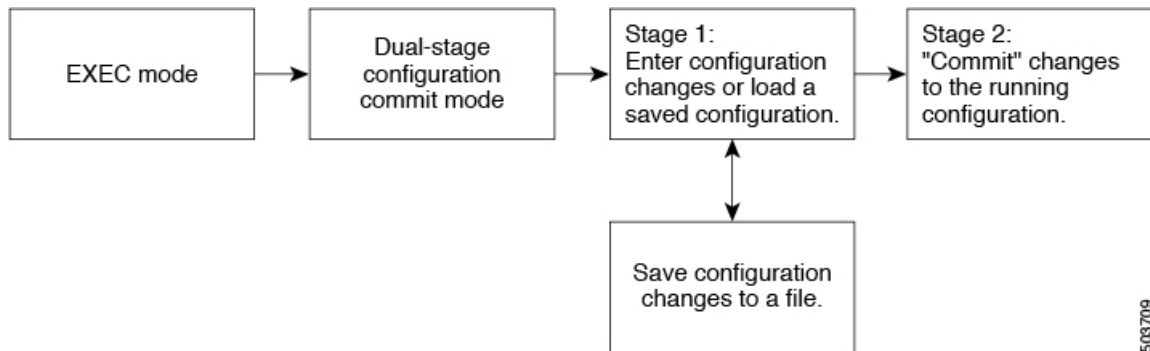 EXEC mode
Dual-stage
configuration
commit mode
Stage 1:
Enter configuration
changes or load a
saved configuration.
Stage 2:
"Commit" changes
to the running
configuration.
Save configuration
changes to a file.
503709